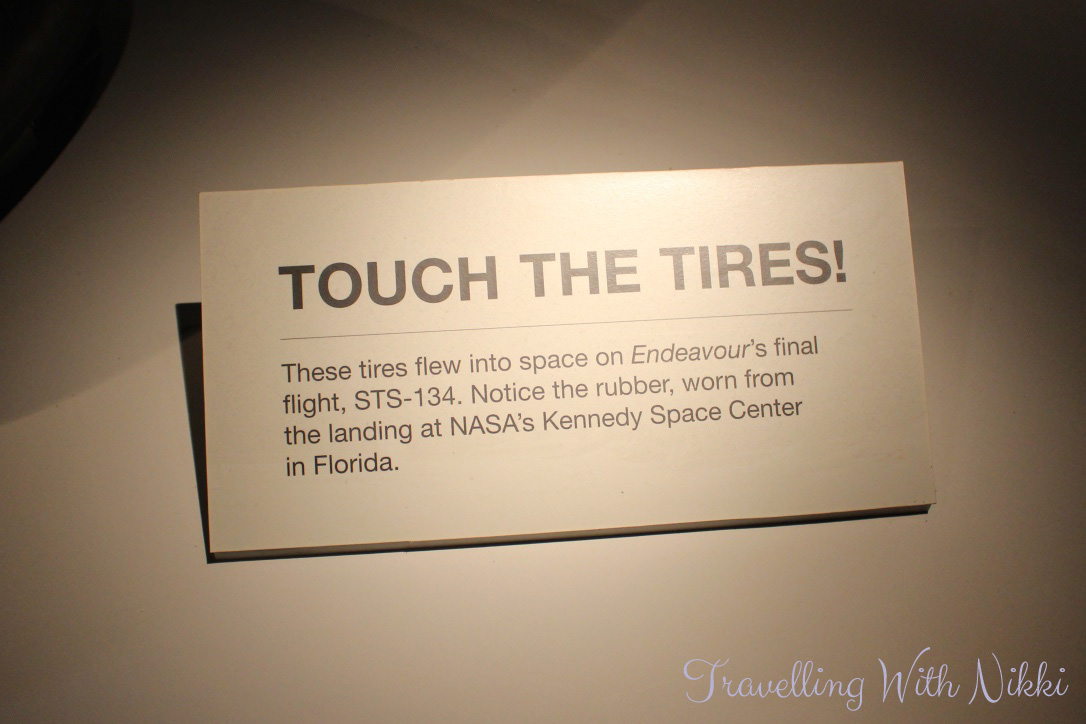 TOUCH THE TIRES!
These tires flew into space on Endeavour's final
flight, STS-134. Notice the rubber, worn from
the landing at NASA's Kennedy Space Center
in Florida.
Travelling With Nikki